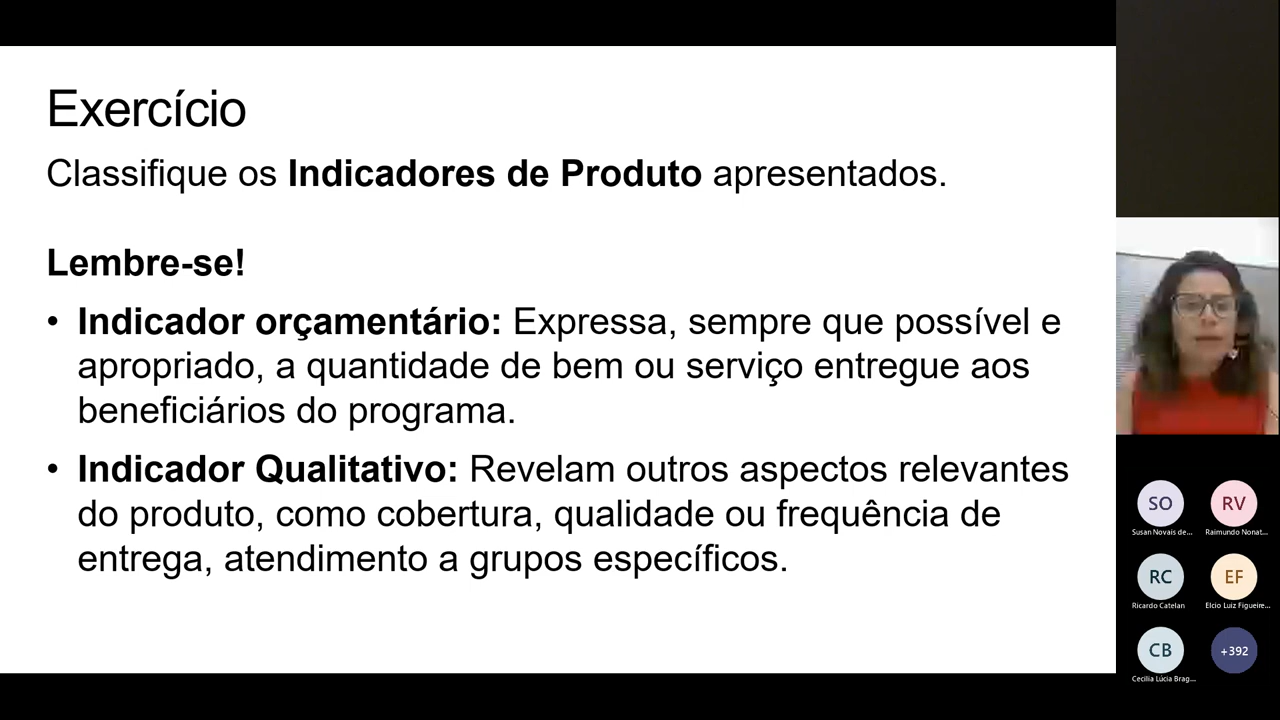 Exercício
Classifique os Indicadores de Produto apresentados.
Lembre-se!
• Indicador orçamentário: Expressa, sempre que possível e
apropriado, a quantidade de bem ou serviço entregue aos
beneficiários do programa.
• Indicador Qualitativo: Revelam outros aspectos relevantes
do produto, como cobertura, qualidade ou frequência de
entrega, atendimento a grupos específicos.
SO
RV
Susan Novais de...
Raimundo Nonat...
RC
EF
Ricardo Catelan
Elcio Luiz Figueire...
CB
+392
Cecília Lúcia Brag...